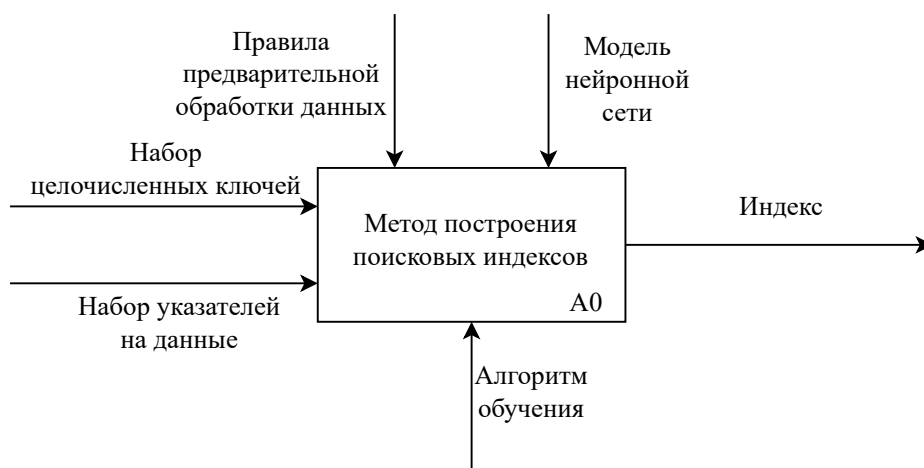 Правила
предварительной
обработки данных
Модель
нейронной
сети
Набор
целочисленных ключей
Метод построения
поисковых индексов
A0
Индекс
Набор указателей
на данные
Алгоритм
обучения